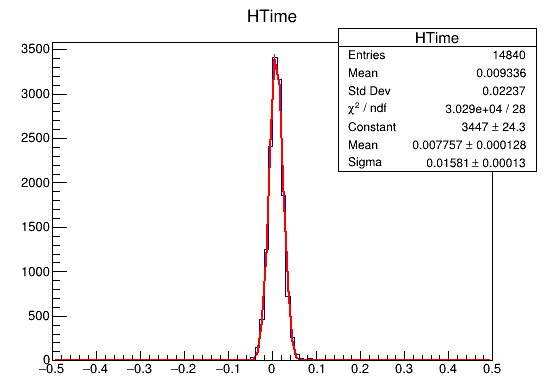 HTime
HTime
Entries 14840
Mean 0.009336
Std Dev 0.02237
χ² / ndf 3.029e+04 / 28
Constant 3447 ± 24.3
Mean 0.007757 ± 0.000128
Sigma 0.01581 ± 0.00013
3500
3000
2500
2000
1500
1000
500
0
−0.5 −0.4 −0.3 −0.2 −0.1 0 0.1 0.2 0.3 0.4 0.5